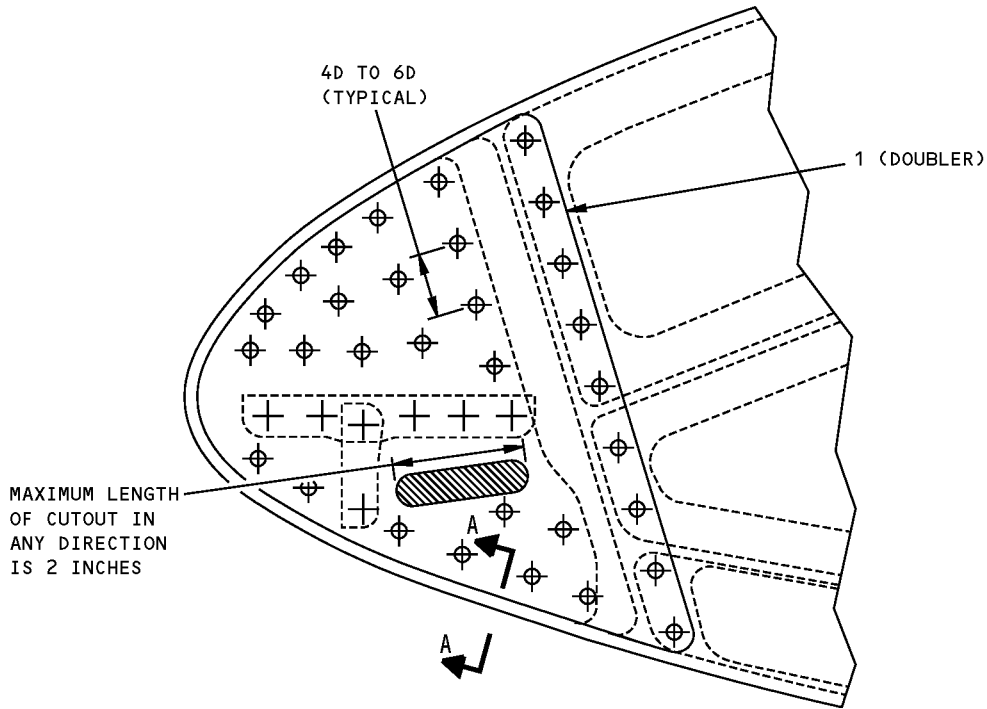 4D TO 6D
(TYPICAL)
1 (DOUBLER)
MAXIMUM LENGTH
OF CUTOUT IN
ANY DIRECTION
IS 2 INCHES
A
A